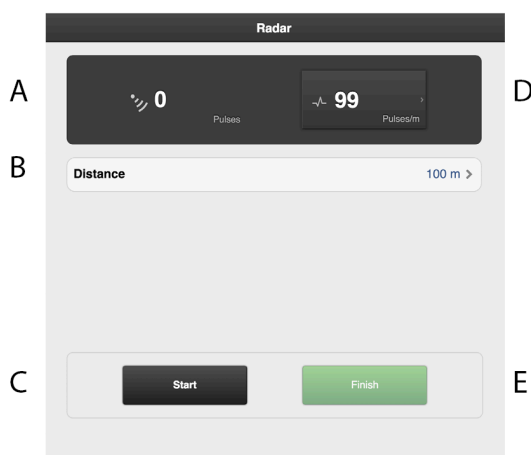 Radar
A
0
Pulses
99
Pulses/m
D
B
Distance
100 m
C
Start
Finish
E